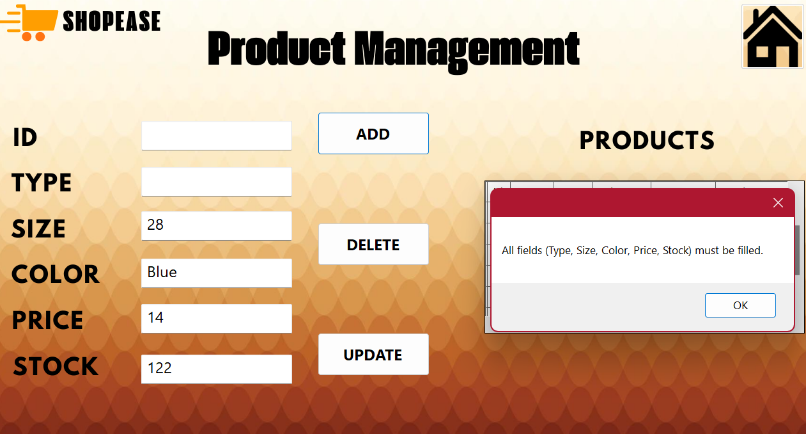 SHOPEASE
Product Management
ID
ADD
PRODUCTS
TYPE
SIZE
28
DELETE
All fields (Type, Size, Color, Price, Stock) must be filled.
COLOR
Blue
OK
PRICE
14
UPDATE
STOCK
122